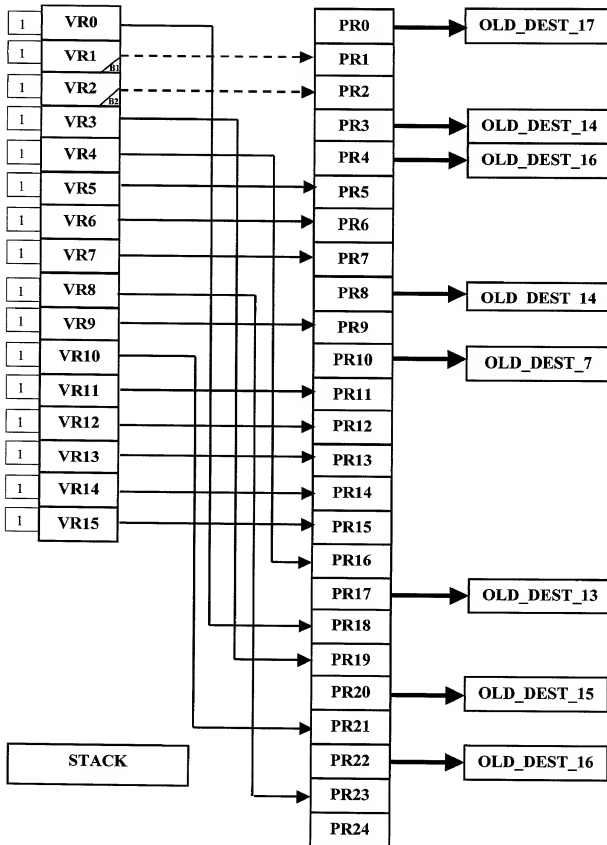 1 VR0 PR0 OLD_DEST_17
1 VR1 B1 PR1
1 VR2 B2 PR2
1 VR3 PR3 OLD_DEST_14
1 VR4 PR4 OLD_DEST_16
1 VR5 PR5
1 VR6 PR6
1 VR7 PR7
1 VR8 PR8 OLD_DEST_14
1 VR9 PR9
1 VR10 PR10 OLD_DEST_7
1 VR11 PR11
1 VR12 PR12
1 VR13 PR13
1 VR14 PR14
1 VR15 PR15
PR16
PR17 OLD_DEST_13
PR18
PR19
PR20 OLD_DEST_15
PR21
STACK PR22 OLD_DEST_16
PR23
PR24